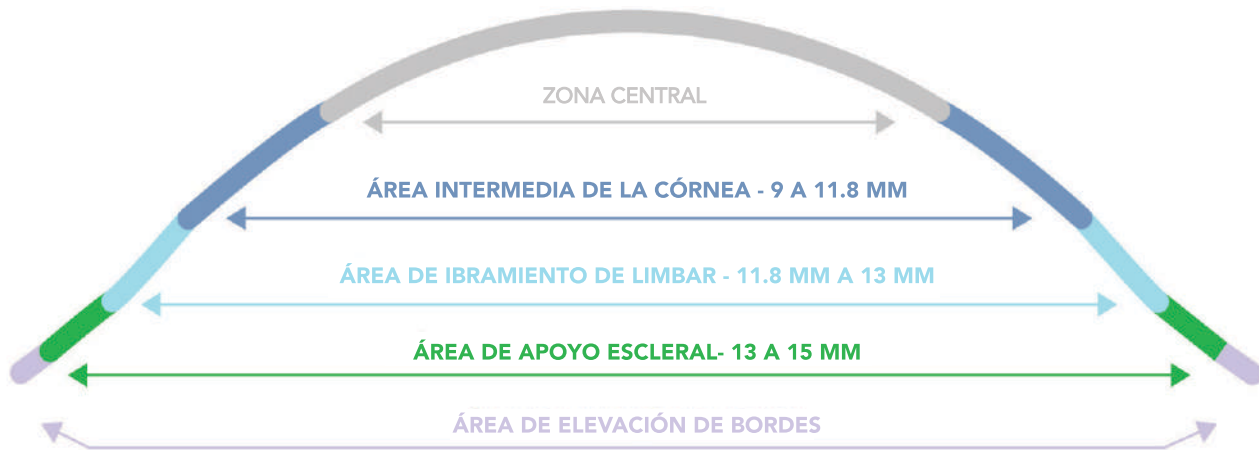 ZONA CENTRAL
ÁREA INTERMEDIA DE LA CÓRNEA - 9 A 11.8 MM
ÁREA DE IBRAMIENTO DE LIMBAR - 11.8 MM A 13 MM
ÁREA DE APOYO ESCLERAL- 13 A 15 MM
ÁREA DE ELEVACIÓN DE BORDES